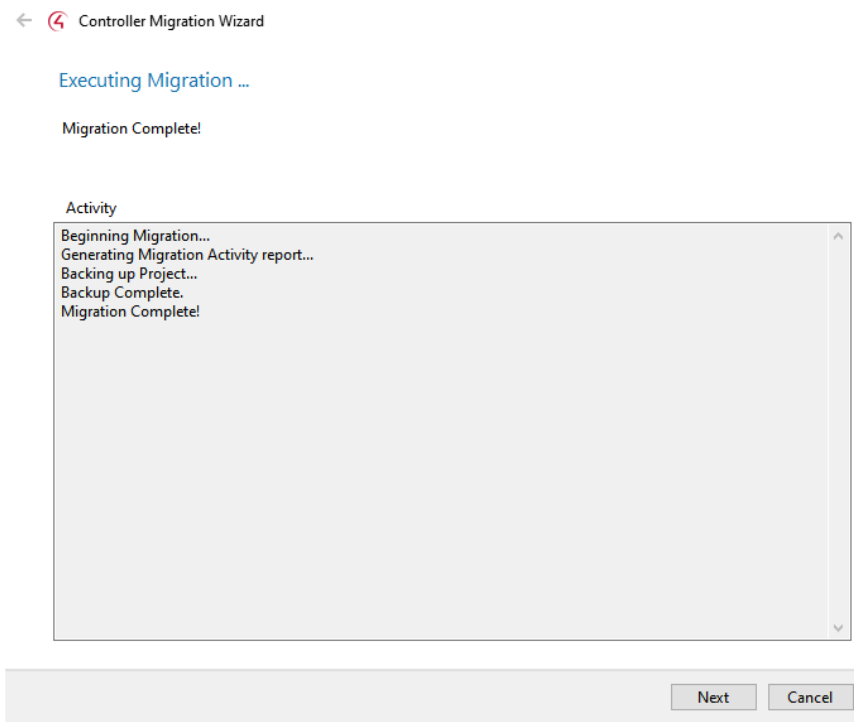 Controller Migration Wizard
Executing Migration ...
Migration Complete!
Activity
Beginning Migration...
Generating Migration Activity report...
Backing up Project...
Backup Complete.
Migration Complete!
Next
Cancel